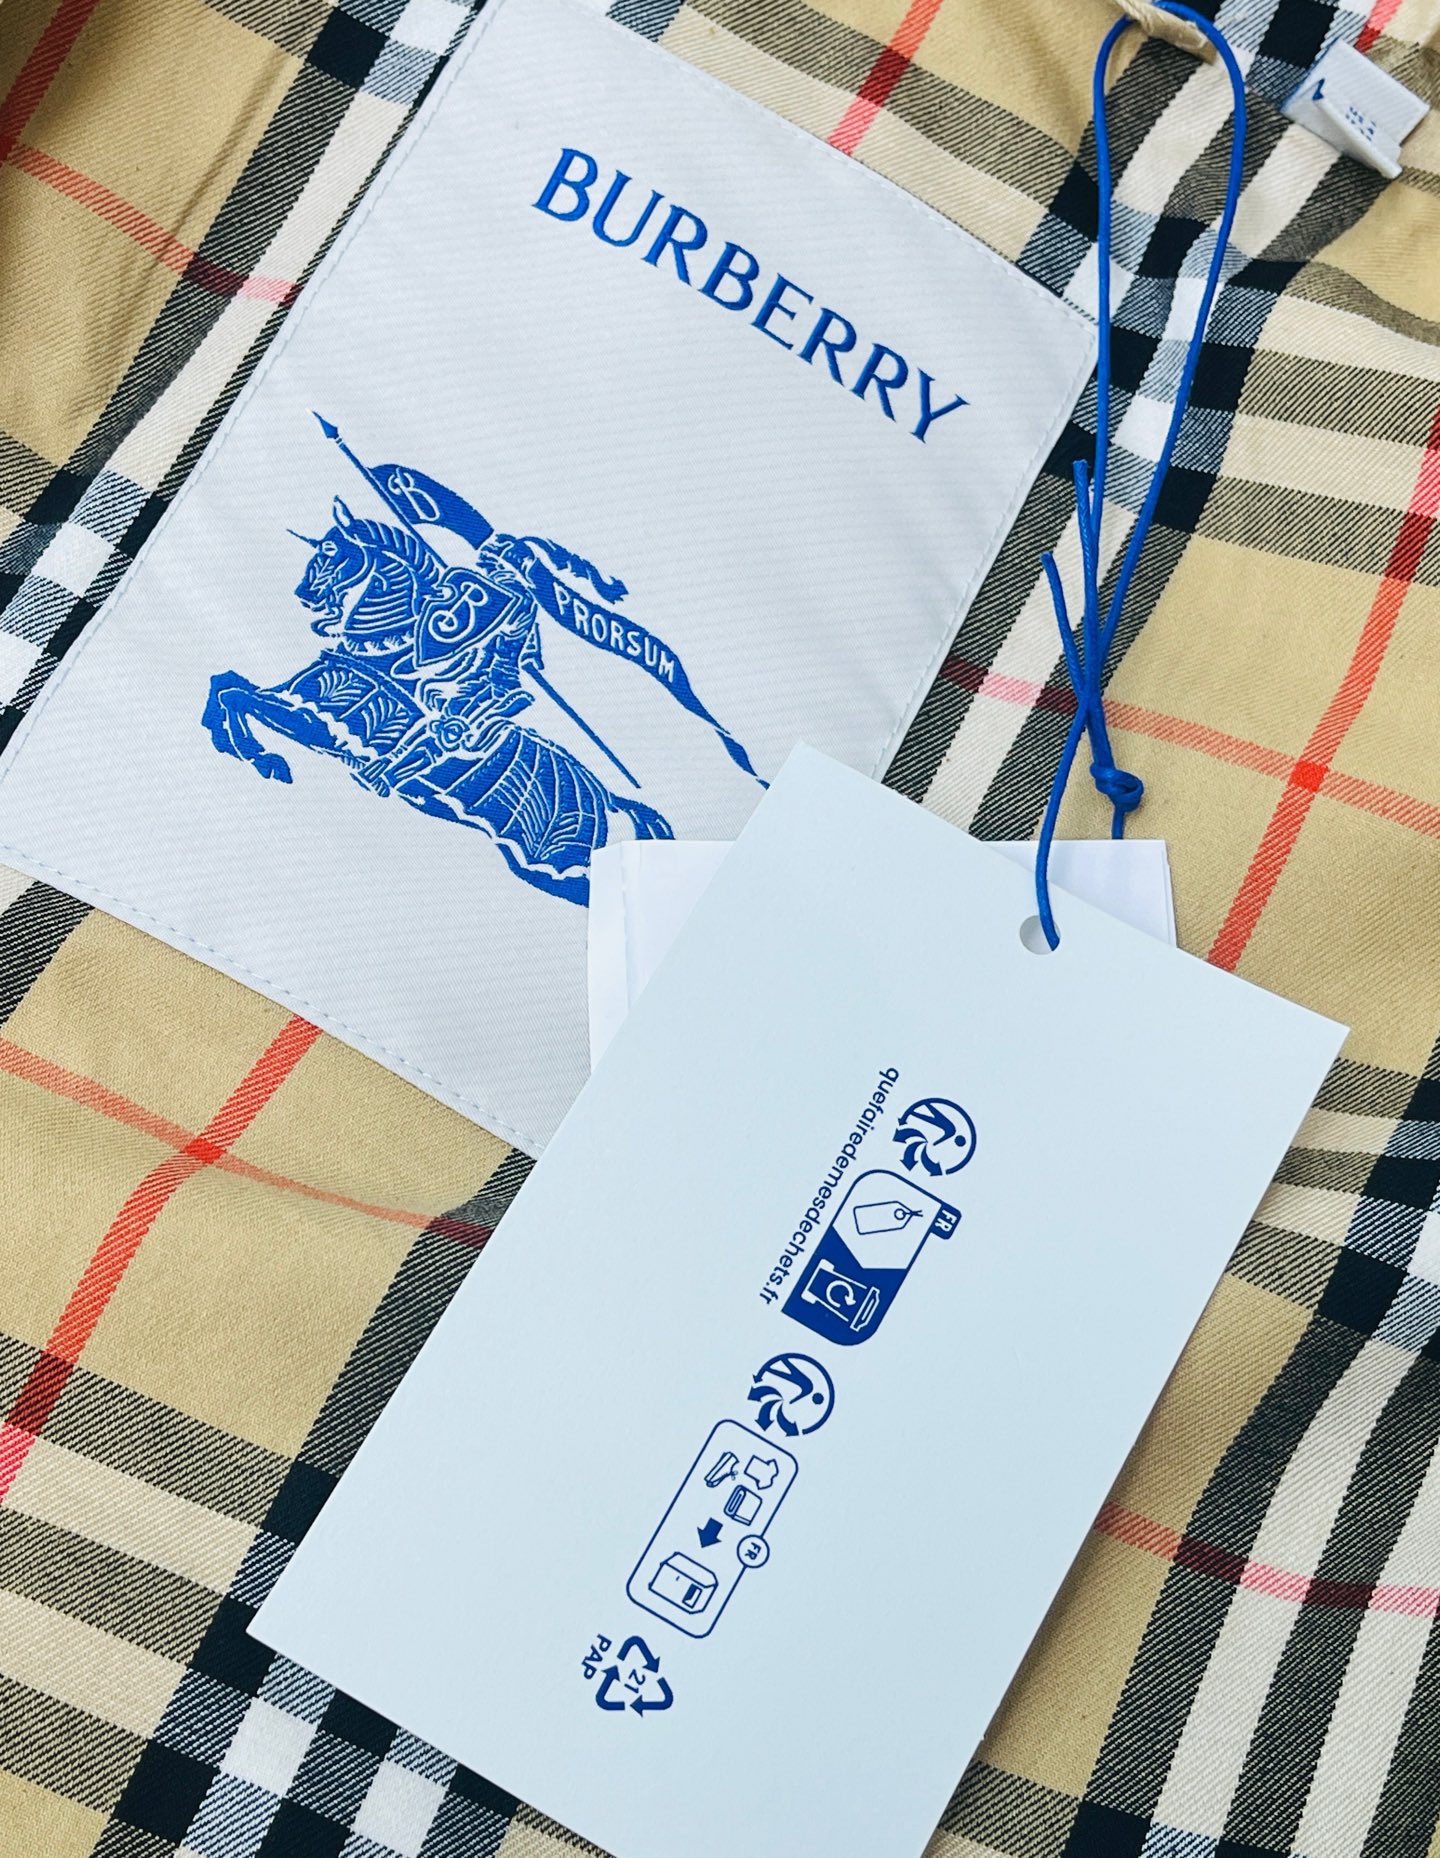 BURBERRY
B
B
PRORSUM
quefairedemesdechets.fr
FR
FR
21
PAP